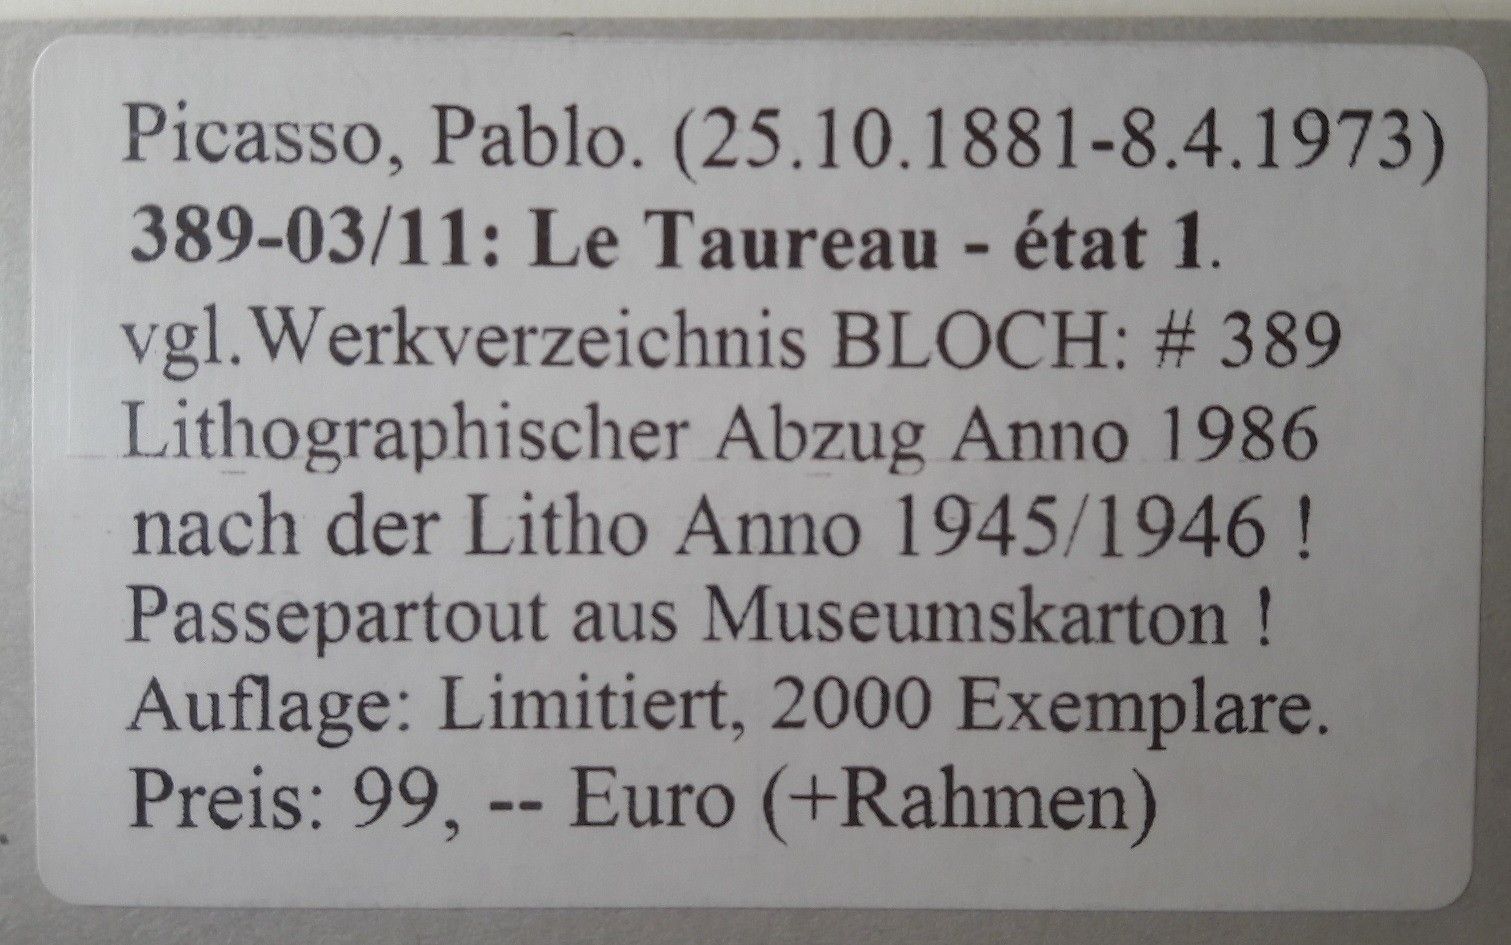 Picasso, Pablo. (25.10.1881-8.4.1973)
389-03/11: Le Taureau - état 1.
vgl.Werkverzeichnis BLOCH: # 389
Lithographischer Abzug Anno 1986
nach der Litho Anno 1945/1946 !
Passepartout aus Museumskarton !
Auflage: Limitiert, 2000 Exemplare.
Preis: 99, -- Euro (+Rahmen)